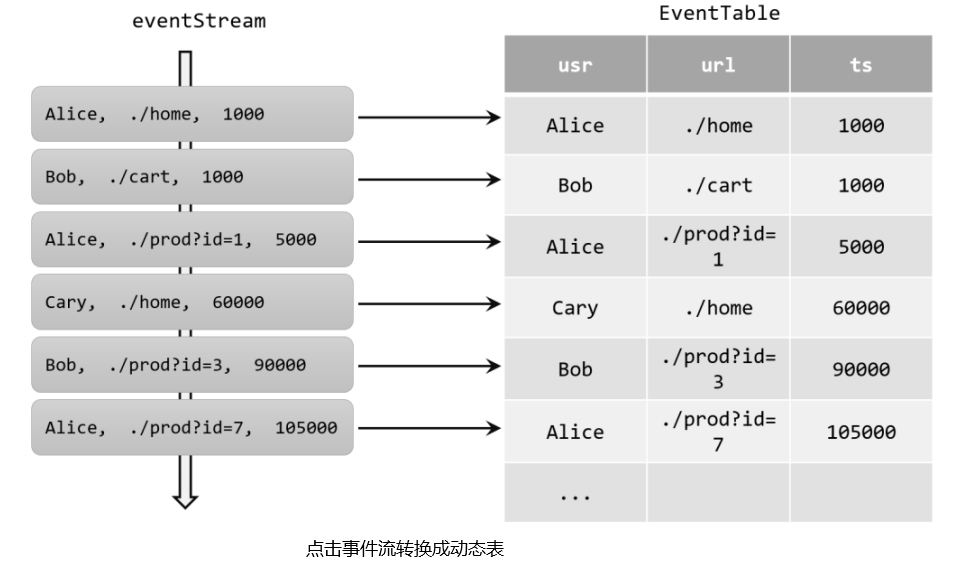 eventStream
Alice, ./home, 1000
Bob, ./cart, 1000
Alice, ./prod?id=1, 5000
Cary, ./home, 60000
Bob, ./prod?id=3, 90000
Alice, ./prod?id=7, 105000
EventTable
usr url ts
Alice ./home 1000
Bob ./cart 1000
Alice ./prod?id=
1 5000
Cary ./home 60000
Bob ./prod?id=
3 90000
Alice ./prod?id=
7 105000
...
点击事件流转换成动态表